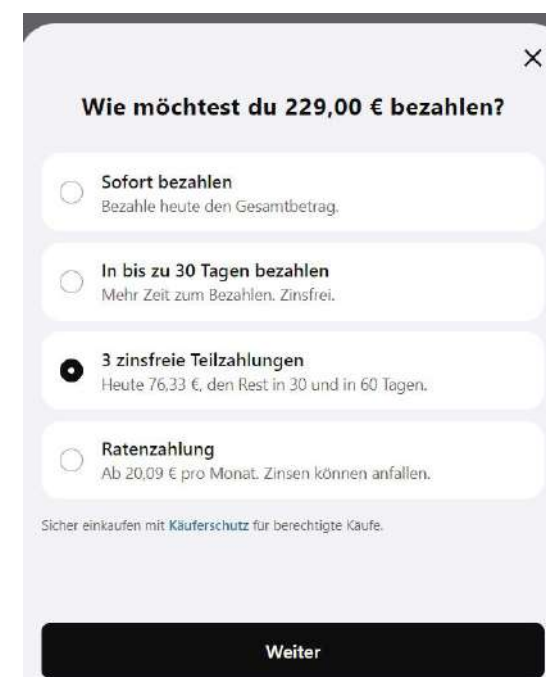 Wie möchtest du 229,00 € bezahlen?
Sofort bezahlen
Bezahle heute den Gesamtbetrag.
In bis zu 30 Tagen bezahlen
Mehr Zeit zum Bezahlen. Zinsfrei.
3 zinsfreie Teilzahlungen
Heute 76,33 €, den Rest in 30 und in 60 Tagen.
Ratenzahlung
Ab 20,09 € pro Monat. Zinsen können anfallen.
Sicher einkaufen mit Käuferschutz für berechtigte Käufe.
Weiter